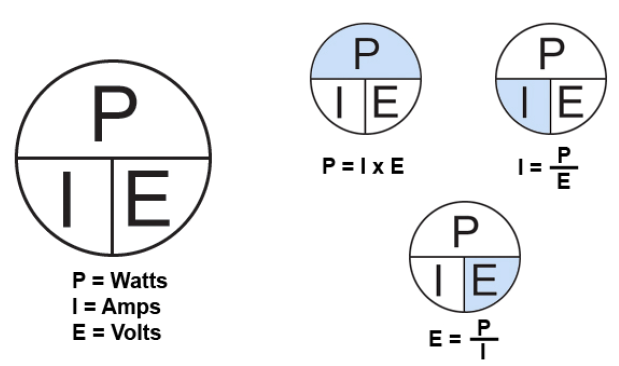 P
I E
P = Watts
I = Amps
E = Volts
P
I E
P = I x E
P
I E
I = P
E
P
I E
E = P
I